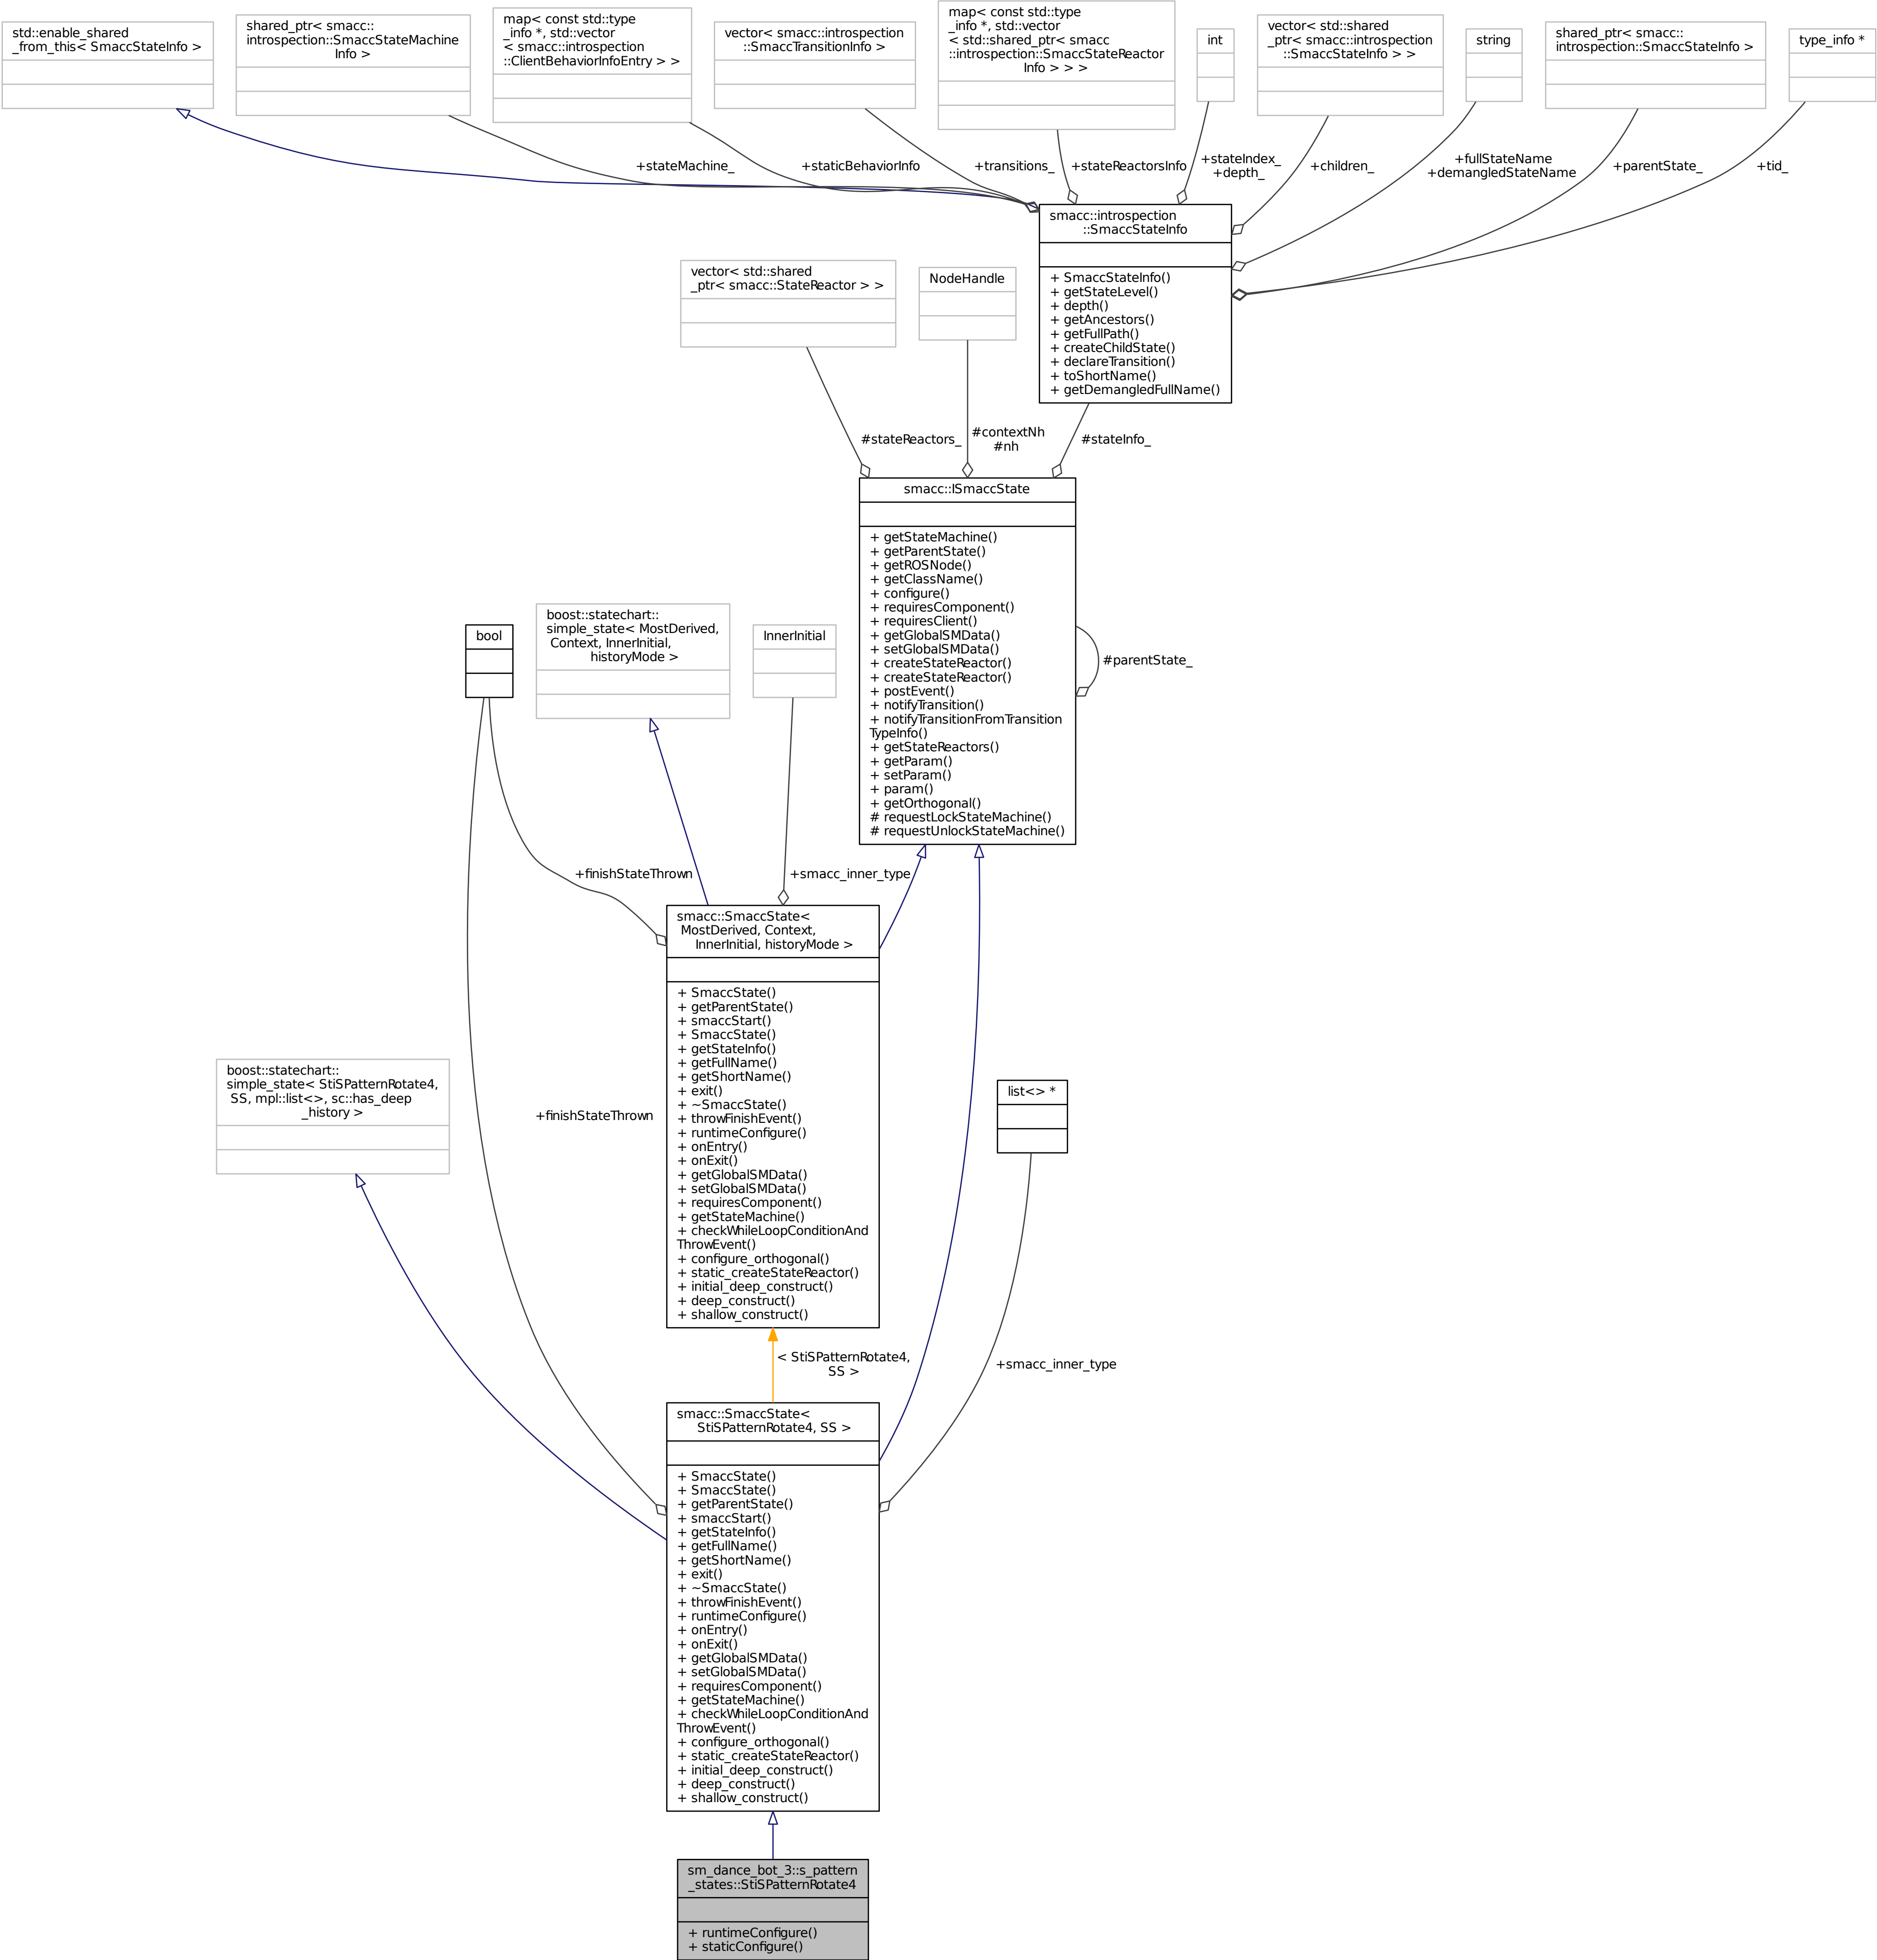 std::enable_shared
_from_this< SmaccStateInfo >
shared_ptr< smacc::
introspection::SmaccStateMachine
Info >
map< const std::type
_info *, std::vector
< smacc::introspection
::ClientBehaviorInfoEntry > >
vector< smacc::introspection
::SmaccTransitionInfo >
map< const std::type
_info *, std::vector
< std::shared_ptr< smacc
::introspection::SmaccStateReactor
Info > > >
int
vector< std::shared
_ptr< smacc::introspection
::SmaccStateInfo > >
string
shared_ptr< smacc::
introspection::SmaccStateInfo >
type_info *
+stateMachine_
+staticBehaviorInfo
+transitions_
+stateReactorsInfo
+stateIndex_
+depth_
+children_
+fullStateName
+demangledStateName
+parentState_
+tid_
smacc::introspection
::SmaccStateInfo
+ SmaccStateInfo()
+ getStateLevel()
+ depth()
+ getAncestors()
+ getFullPath()
+ createChildState()
+ declareTransition()
+ toShortName()
+ getDemangledFullName()
vector< std::shared
_ptr< smacc::StateReactor > >
NodeHandle
#stateReactors_
#contextNh
#nh
#stateInfo_
smacc::ISmaccState
+ getStateMachine()
+ getParentState()
+ getROSNode()
+ getClassName()
+ configure()
+ requiresComponent()
+ requiresClient()
+ getGlobalSMData()
+ setGlobalSMData()
+ createStateReactor()
+ createStateReactor()
+ postEvent()
+ notifyTransition()
+ notifyTransitionFromTransition
TypeInfo()
+ getStateReactors()
+ getParam()
+ setParam()
+ param()
+ getOrthogonal()
# requestLockStateMachine()
# requestUnlockStateMachine()
#parentState_
bool
boost::statechart::
simple_state< MostDerived,
Context, InnerInitial,
historyMode >
InnerInitial
+finishStateThrown
+smacc_inner_type
smacc::SmaccState<
MostDerived, Context,
InnerInitial, historyMode >
+ SmaccState()
+ getParentState()
+ smaccStart()
+ SmaccState()
+ getStateInfo()
+ getFullName()
+ getShortName()
+ exit()
+ ~SmaccState()
+ throwFinishEvent()
+ runtimeConfigure()
+ onEntry()
+ onExit()
+ getGlobalSMData()
+ setGlobalSMData()
+ requiresComponent()
+ getStateMachine()
+ checkWhileLoopConditionAnd
ThrowEvent()
+ configure_orthogonal()
+ static_createStateReactor()
+ initial_deep_construct()
+ deep_construct()
+ shallow_construct()
boost::statechart::
simple_state< StiSPatternRotate4,
SS, mpl::list<>, sc::has_deep
_history >
+finishStateThrown
list<> *
< StiSPatternRotate4,
SS >
+smacc_inner_type
smacc::SmaccState<
StiSPatternRotate4, SS >
+ SmaccState()
+ SmaccState()
+ getParentState()
+ smaccStart()
+ getStateInfo()
+ getFullName()
+ getShortName()
+ exit()
+ ~SmaccState()
+ throwFinishEvent()
+ runtimeConfigure()
+ onEntry()
+ onExit()
+ getGlobalSMData()
+ setGlobalSMData()
+ requiresComponent()
+ getStateMachine()
+ checkWhileLoopConditionAnd
ThrowEvent()
+ configure_orthogonal()
+ static_createStateReactor()
+ initial_deep_construct()
+ deep_construct()
+ shallow_construct()
sm_dance_bot_3::s_pattern
_states::StiSPatternRotate4
+ runtimeConfigure()
+ staticConfigure()